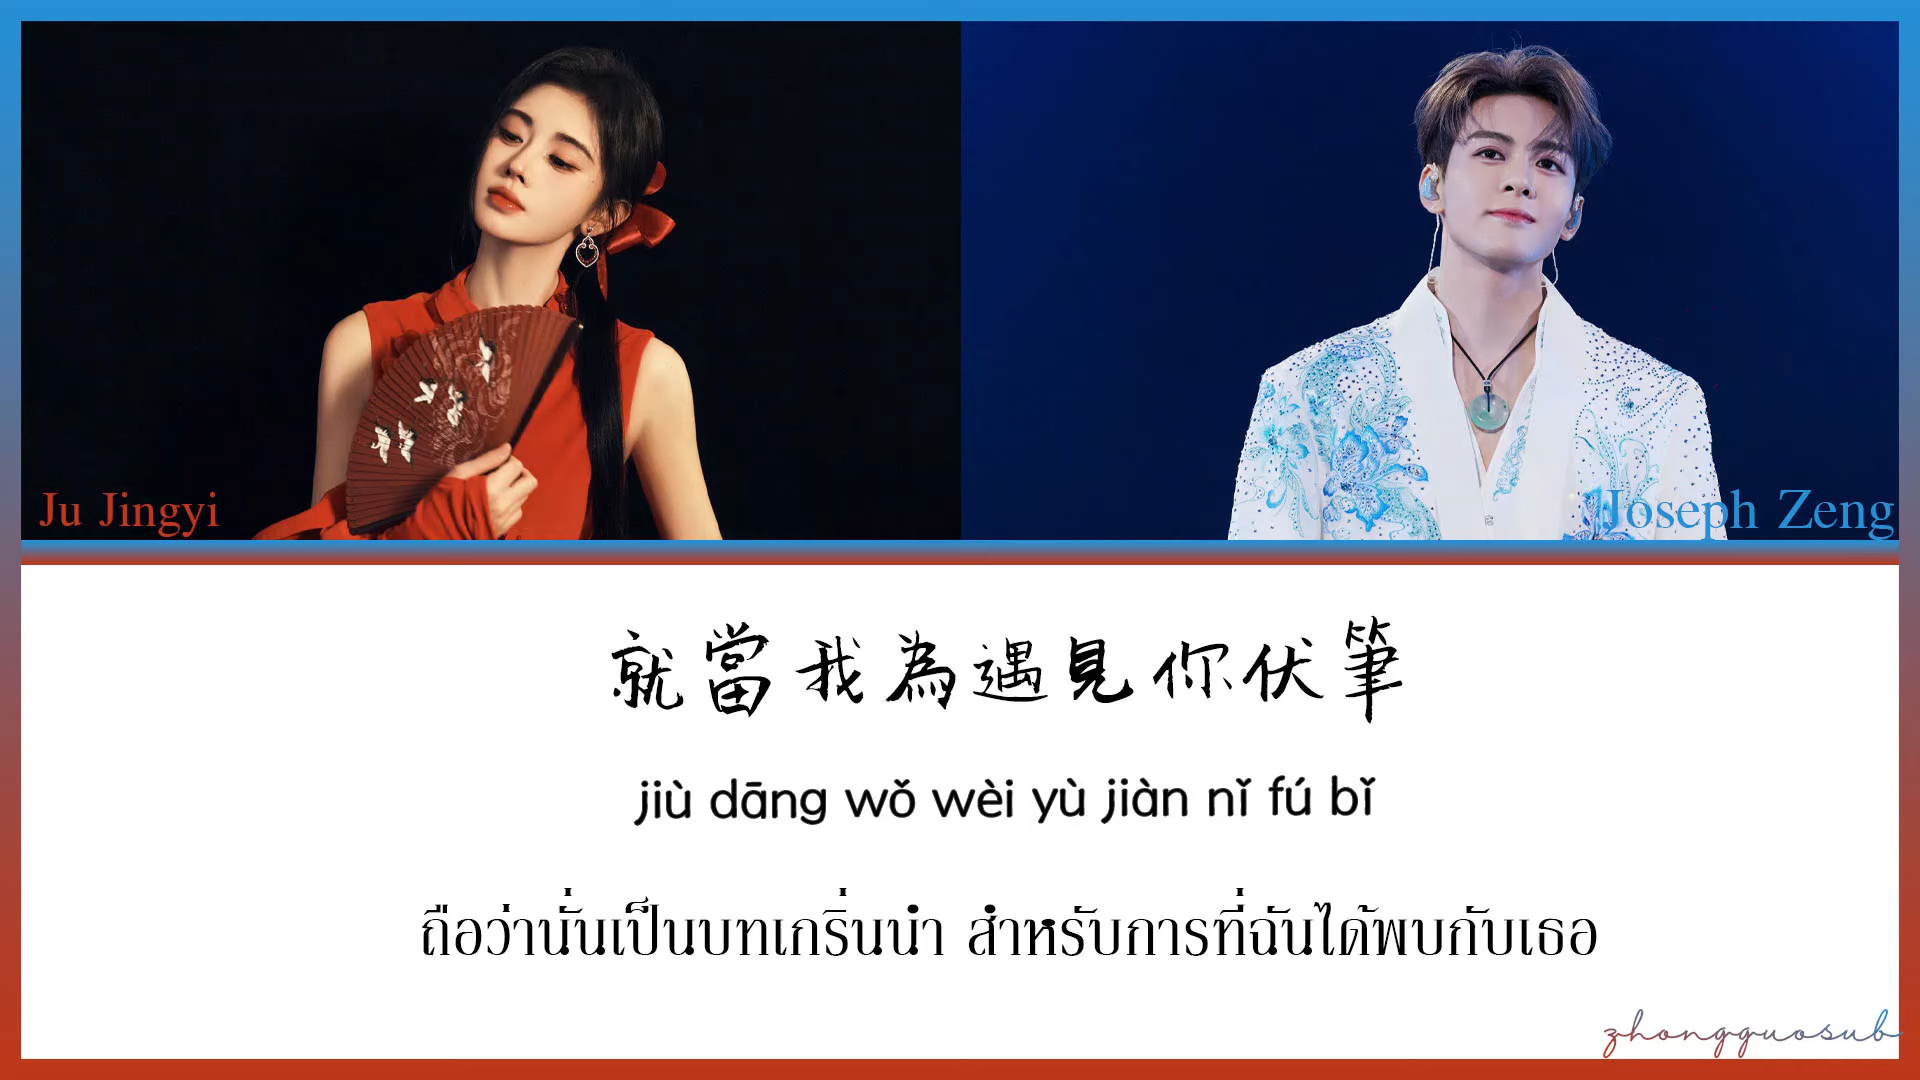 Ju Jingyi
Joseph Zeng
就當我為遇見你伏筆
jiù dāng wǒ wèi yù jiàn nǐ fú bǐ
ถือว่านั่นเป็นบทเกริ่นนำ สำหรับการที่ฉันได้พบกับเธอ
zhongguosub